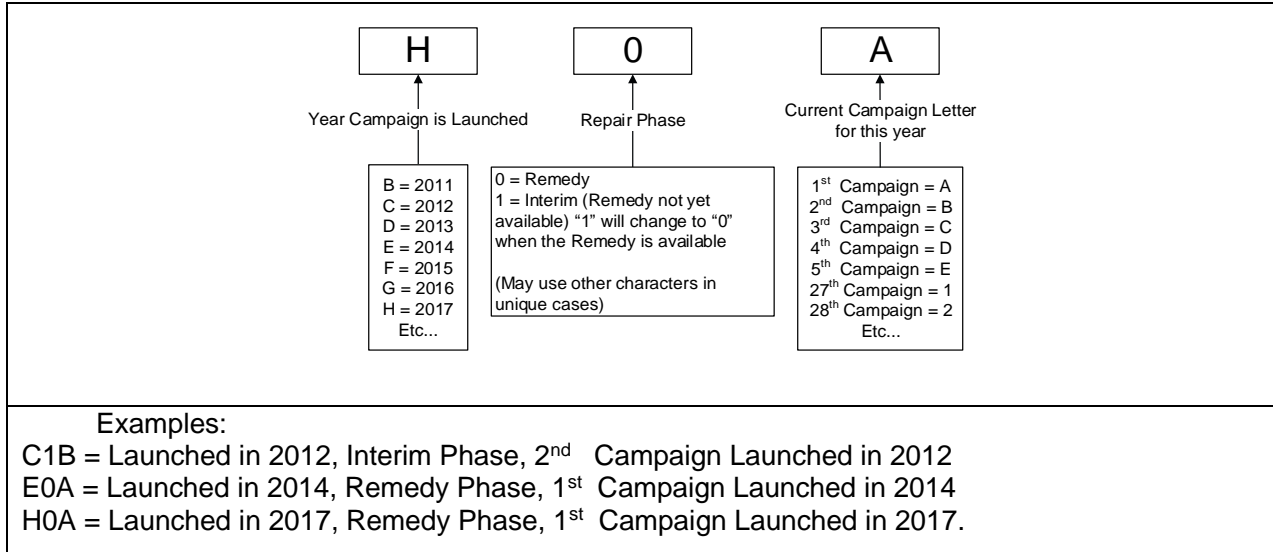 H
0
A
Year Campaign is Launched
Repair Phase
Current Campaign Letter
for this year
B = 2011
C = 2012
D = 2013
E = 2014
F = 2015
G = 2016
H = 2017
Etc...
0 = Remedy
1 = Interim (Remedy not yet
available) “1” will change to “0”
when the Remedy is available
(May use other characters in
unique cases)
1st Campaign = A
2nd Campaign = B
3rd Campaign = C
4th Campaign = D
5th Campaign = E
27th Campaign = 1
28th Campaign = 2
Etc...
Examples:
C1B = Launched in 2012, Interim Phase, 2nd Campaign Launched in 2012
E0A = Launched in 2014, Remedy Phase, 1st Campaign Launched in 2014
H0A = Launched in 2017, Remedy Phase, 1st Campaign Launched in 2017.